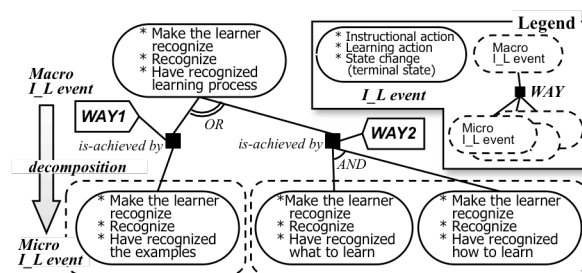 * Make the learner
recognize
* Recognize
* Have recognized
learning process
Legend
* Instructional action
* Learning action
* State change
(terminal state)
I_L event
Macro
I_L event
WAY
Micro
I_L event
Macro
I_L event
WAY1
OR
WAY2
is-achieved by
is-achieved by
AND
decomposition
* Make the learner
recognize
* Recognize
* Have recognized
the examples
*Make the learner
recognize
* Recognize
* Have recognized
what to learn
* Make the learner
recognize
* Recognize
* Have recognized
how to learn
Micro
I_L event